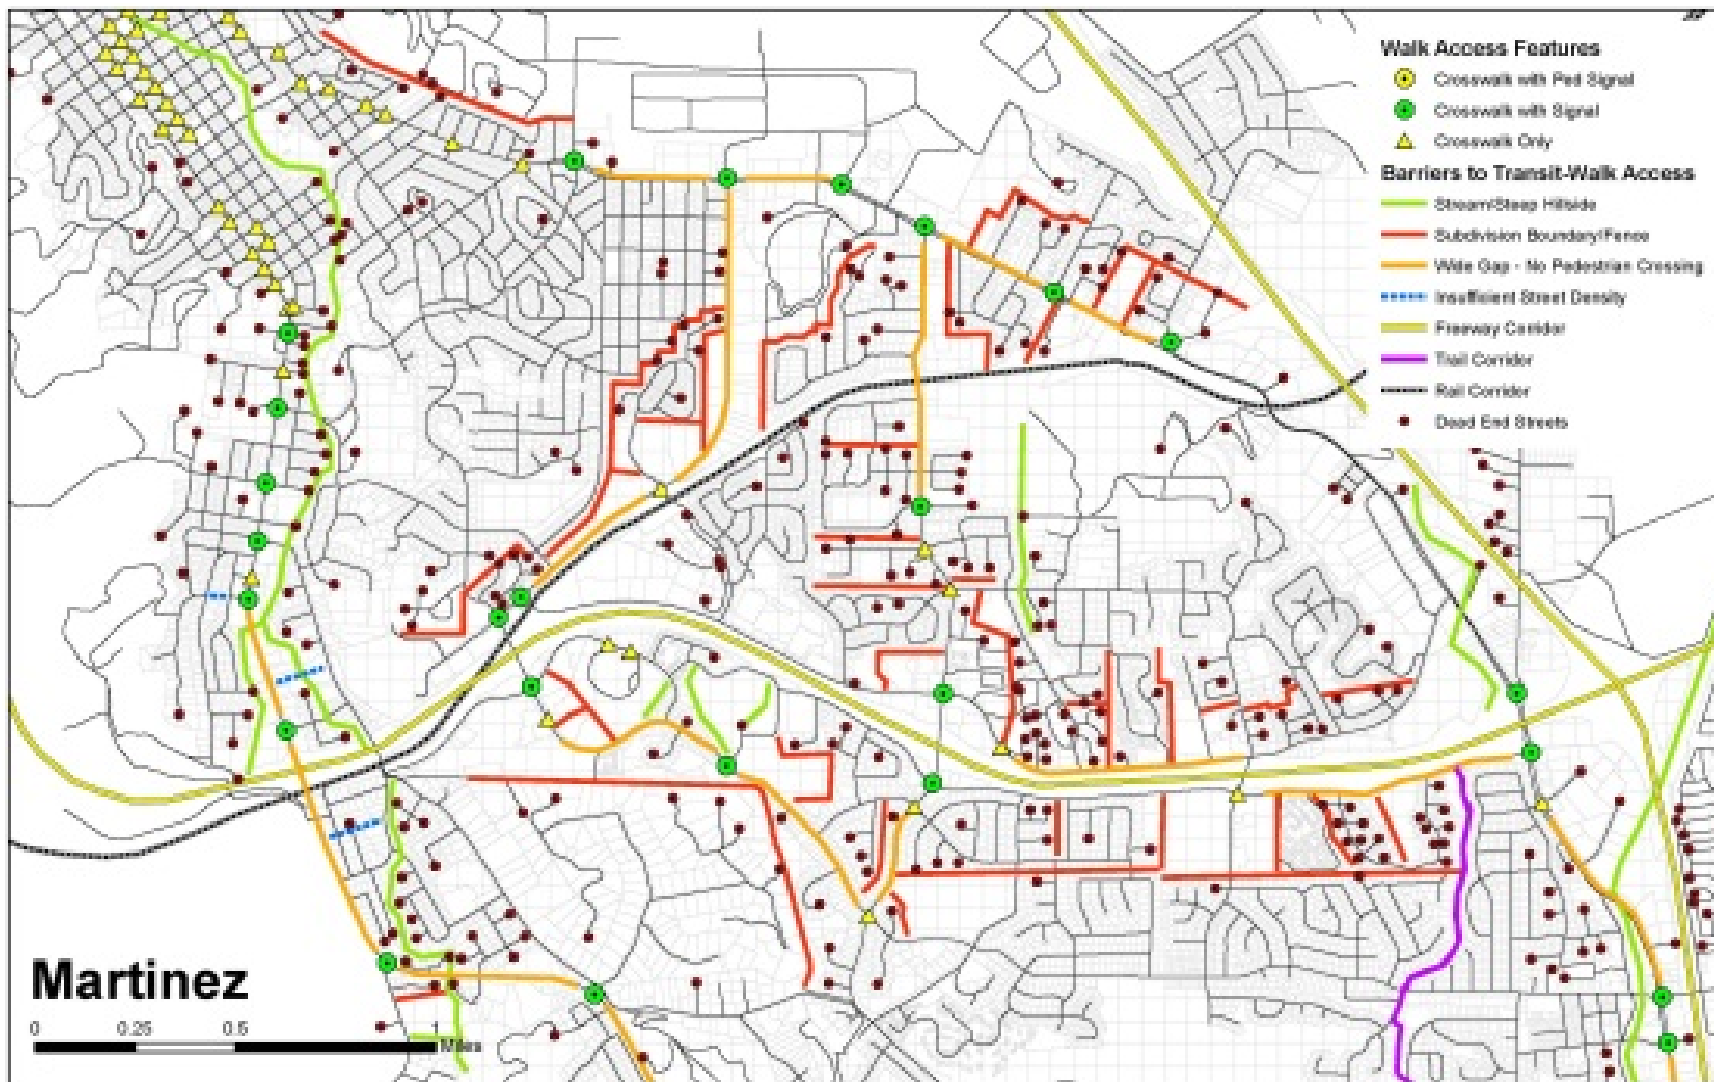 Walk Access Features
Crosswalk with Ped Signal
Crosswalk with Signal
Crosswalk Only
Barriers to Transit-Walk Access
Stream/Steep Hillside
Subdivision Boundary/Fence
Wide Gap - No Pedestrian Crossing
Insufficient Street Density
Freeway Corridor
Trail Corridor
Rail Corridor
Dead End Streets
Martinez
0 0.25 0.5 1
Miles